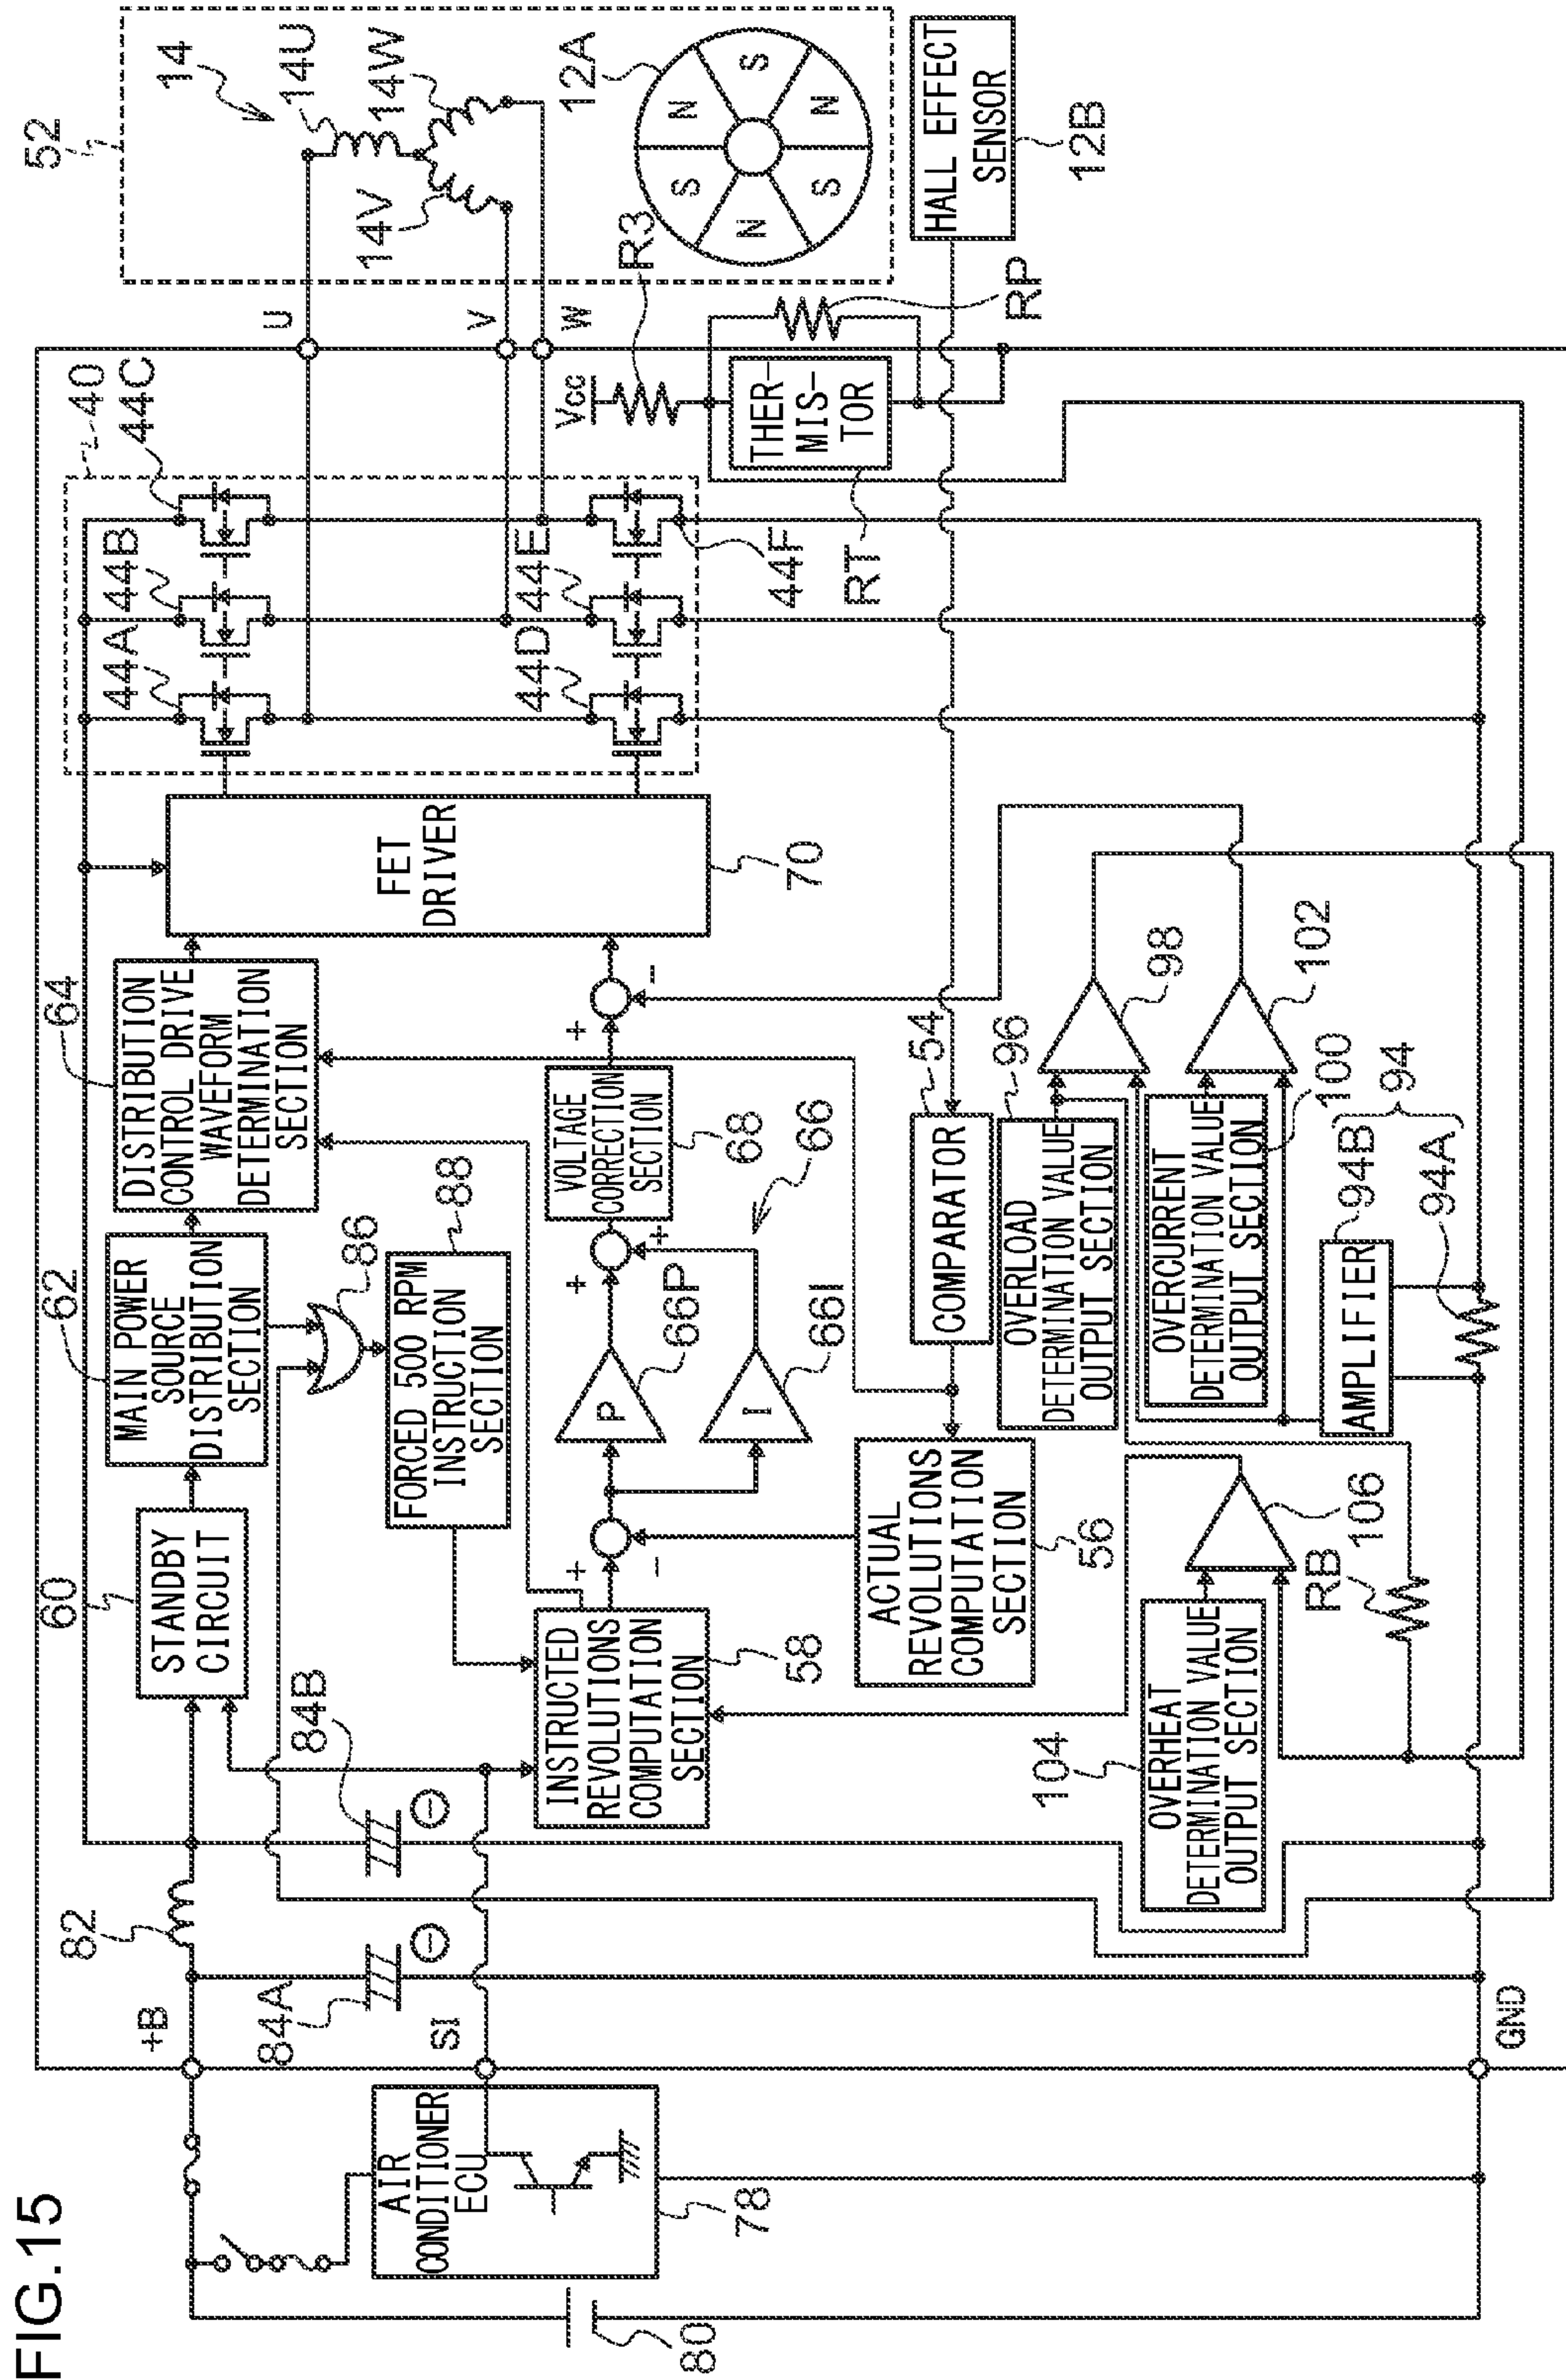 FIG.15
52
14
14U
14W
14V
12A
N
S
N
S
N
S
HALL EFFECT
SENSOR
12B
R3
RP
U
V
W
Vcc
THER-
MIS-
TOR
RT
40
44C
44B
44A
44F
44E
44D
FET
DRIVER
70
64
DISTRIBUTION
CONTROL DRIVE
WAVEFORM
DETERMINATION
SECTION
62
MAIN POWER
SOURCE
DISTRIBUTION
SECTION
60
STANDBY
CIRCUIT
86
88
FORCED 500 RPM
INSTRUCTION
SECTION
VOLTAGE
CORRECTION
SECTION
68
66
P
66P
I
66I
+
-
+
+
+
-
INSTRUCTED
REVOLUTIONS
COMPUTATION
SECTION
58
ACTUAL
REVOLUTIONS
COMPUTATION
SECTION
56
COMPARATOR
54
96
OVERLOAD
DETERMINATION VALUE
OUTPUT SECTION
98
OVERCURRENT
DETERMINATION VALUE
OUTPUT SECTION
100
102
94
94B
94A
AMPLIFIER
106
RB
104
OVERHEAT
DETERMINATION VALUE
OUTPUT SECTION
82
84B
84A
+B
SI
GND
AIR
CONDITIONER
ECU
78
80